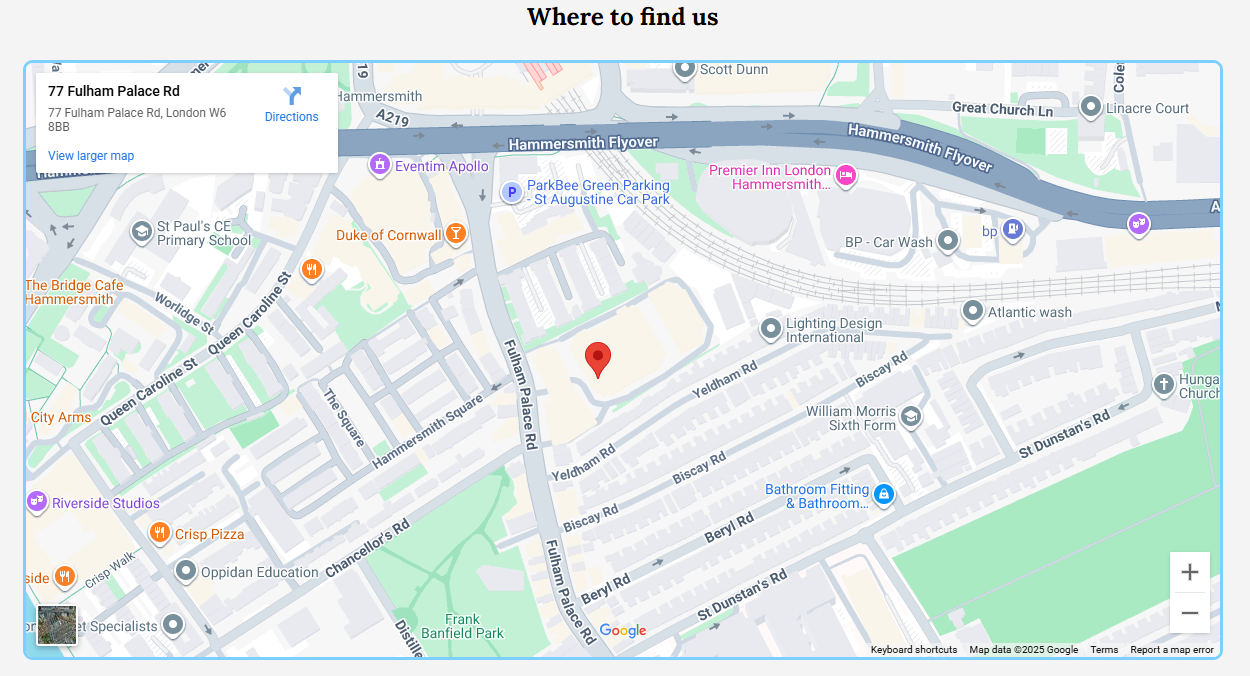 Where to find us
77 Fulham Palace Rd
77 Fulham Palace Rd, London W6
8BB
Directions
View larger map
Hammersmith
A219
19
Scott Dunn
Great Church Ln
Linacre Court
Hammersmith Flyover
Hammersmith Flyover
Eventim Apollo
ParkBee Green Parking
- St Augustine Car Park
Premier Inn London
Hammersmith...
St Paul's CE
Primary School
Duke of Cornwall
BP - Car Wash
bp
The Bridge Cafe
Hammersmith
Worlidge St
Queen Caroline St
Atlantic wash
Lighting Design
International
Fulham Palace Rd
Yeldham Rd
Biscay Rd
Queen Caroline St
The Square
Hammersmith Square
City Arms
William Morris
Sixth Form
St Dunstan's Rd
Church
Yeldham Rd
Biscay Rd
Bathroom Fitting
& Bathroom...
Riverside Studios
Crisp Pizza
Chancellor's Rd
Biscay Rd
Beryl Rd
Crisp Walk
Oppidan Education
Fulham Palace Rd
Beryl Rd
St Dunstan's Rd
side
et Specialists
Frank
Banfield Park
Google
Keyboard shortcuts
Map data ©2025 Google
Terms
Report a map error